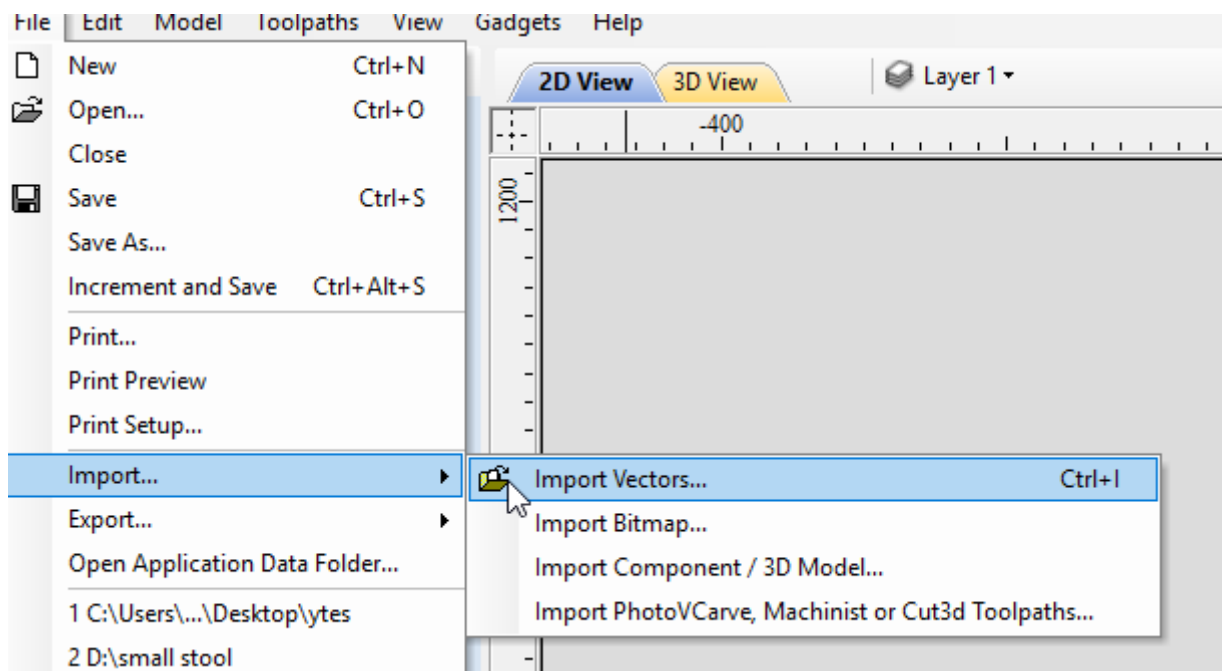 File Edit Model Toolpaths View Gadgets Help
New Ctrl+N
Open... Ctrl+O
Close
Save Ctrl+S
Save As...
Increment and Save Ctrl+Alt+S
Print...
Print Preview
Print Setup...
Import...
Export...
Open Application Data Folder...
1 C:\Users\...\Desktop\ytes
2 D:\small stool
2D View 3D View Layer 1
-400
1200
Import Vectors... Ctrl+I
Import Bitmap...
Import Component / 3D Model...
Import PhotoVCarve, Machinist or Cut3d Toolpaths...